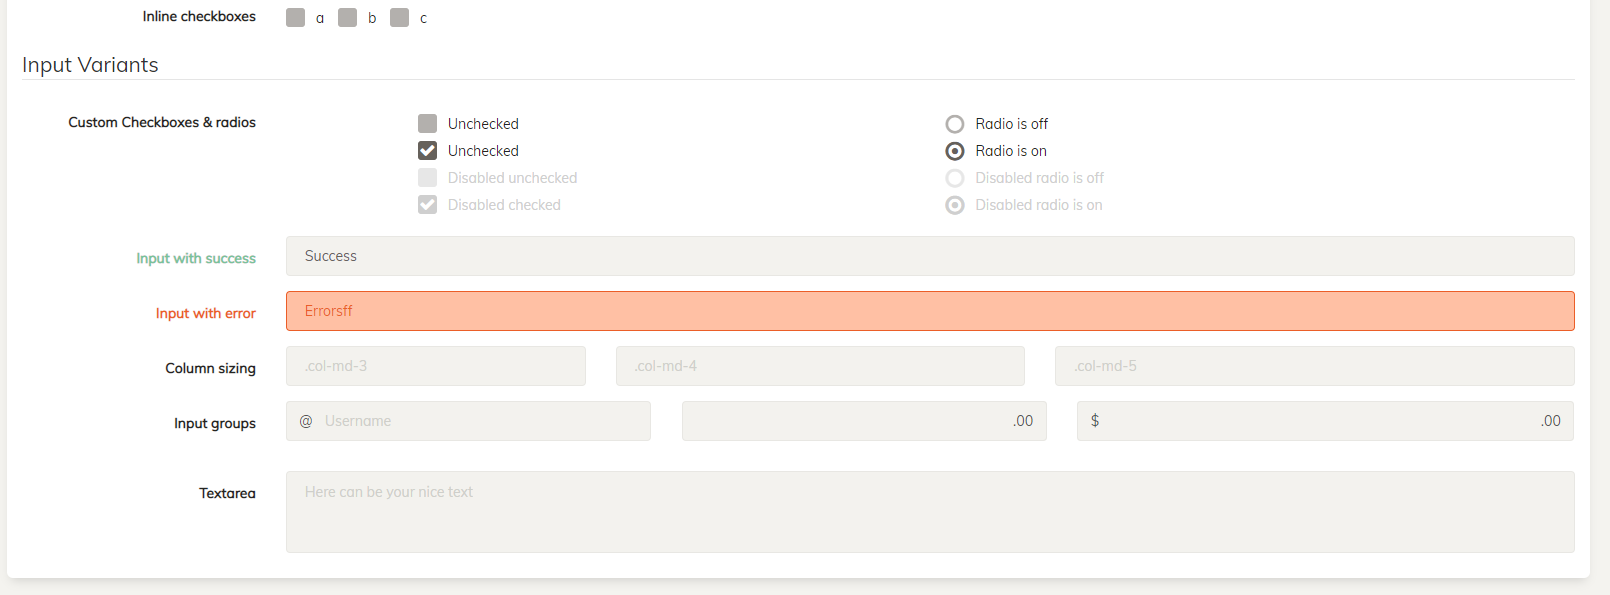 Inline checkboxes a b c
Input Variants
Custom Checkboxes & radios
Unchecked
Unchecked
Disabled unchecked
Disabled checked
Radio is off
Radio is on
Disabled radio is off
Disabled radio is on
Input with success Success
Input with error Errorsff
Column sizing .col-md-3 .col-md-4 .col-md-5
Input groups @ Username .00 $ .00
Textarea Here can be your nice text